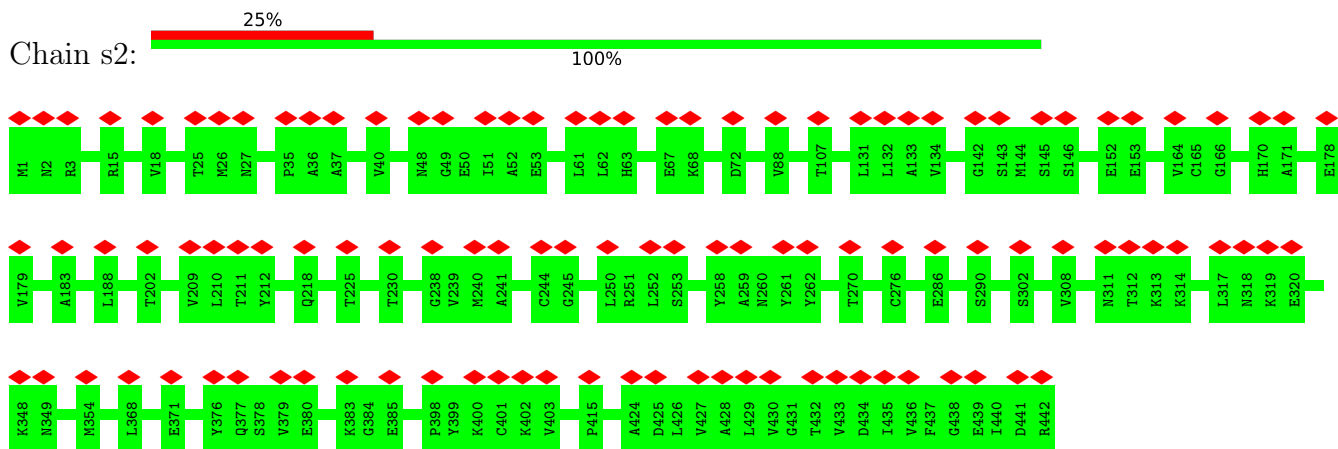 25%
Chain s2:
100%
M1 N2 R3 R15 V18 T25 M26 N27 P35 A36 A37 V40 N48 G49 E50 I51 A52 E53 L61 L62 H63 E67 K68 D72 V88 T107 L131 L132 A133 V134 G142 S143 M144 S145 S146 E152 E153 V164 C165 G166 H170 A171 E178
V179 A183 L188 T202 V209 L210 T211 Y212 Q218 T225 T230 G238 V239 M240 A241 C244 G245 L250 R251 L252 S253 Y258 A259 N260 Y261 Y262 T270 C276 E286 S290 S302 V308 N311 T312 K313 K314 L317 N318 K319 E320
K348 N349 M354 L368 E371 Y376 Q377 S378 V379 E380 K383 G384 E385 P398 Y399 K400 C401 K402 V403 P415 A424 D425 L426 V427 A428 L429 V430 G431 T432 V433 D434 I435 V436 F437 G438 E439 I440 D441 R442